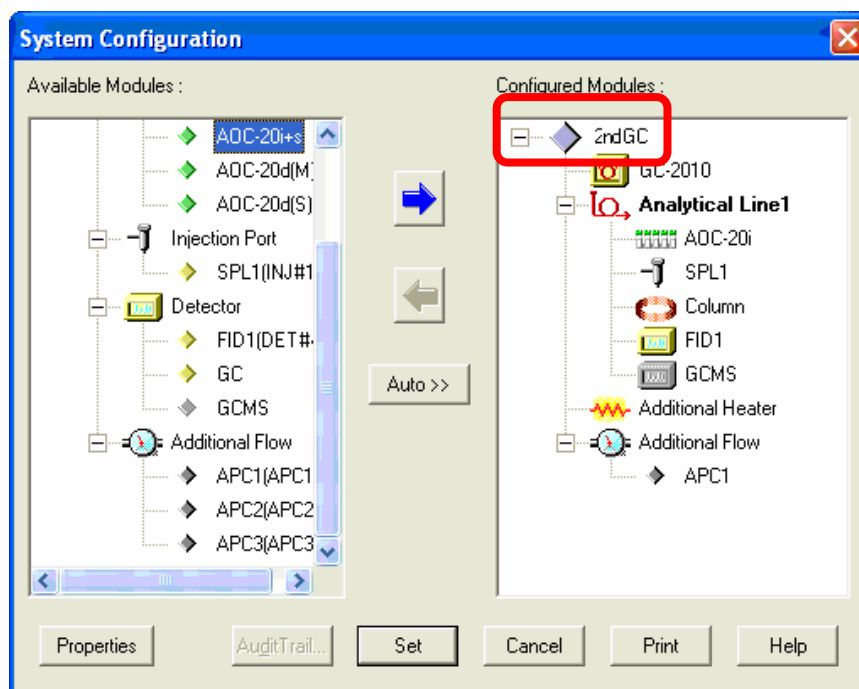 System Configuration
Available Modules :
AOC-20i+s
AOC-20d(M)
AOC-20d(S)
Injection Port
SPL1(INJ#1
Detector
FID1(DET#
GC
GCMS
Additional Flow
APC1(APC1
APC2(APC2
APC3(APC3
Auto >>
Configured Modules :
2ndGC
GC-2010
Analytical Line1
AOC-20i
SPL1
Column
FID1
GCMS
Additional Heater
Additional Flow
APC1
Properties
AuditTrail...
Set
Cancel
Print
Help